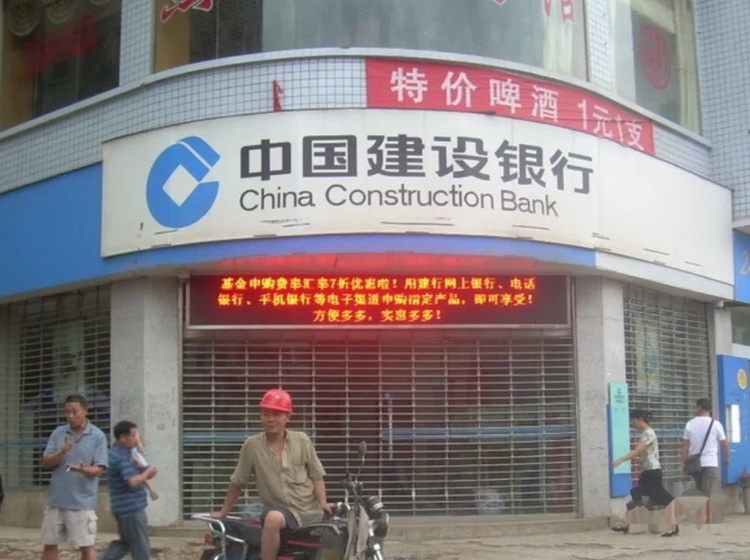 特价啤酒 1元1支
中国建设银行
China Construction Bank
基金申购费率汇率7折优惠啦！用建行网上银行、电话
银行、手机银行等电子渠道申购指定产品，即可享受！
方便多多，实惠多多！